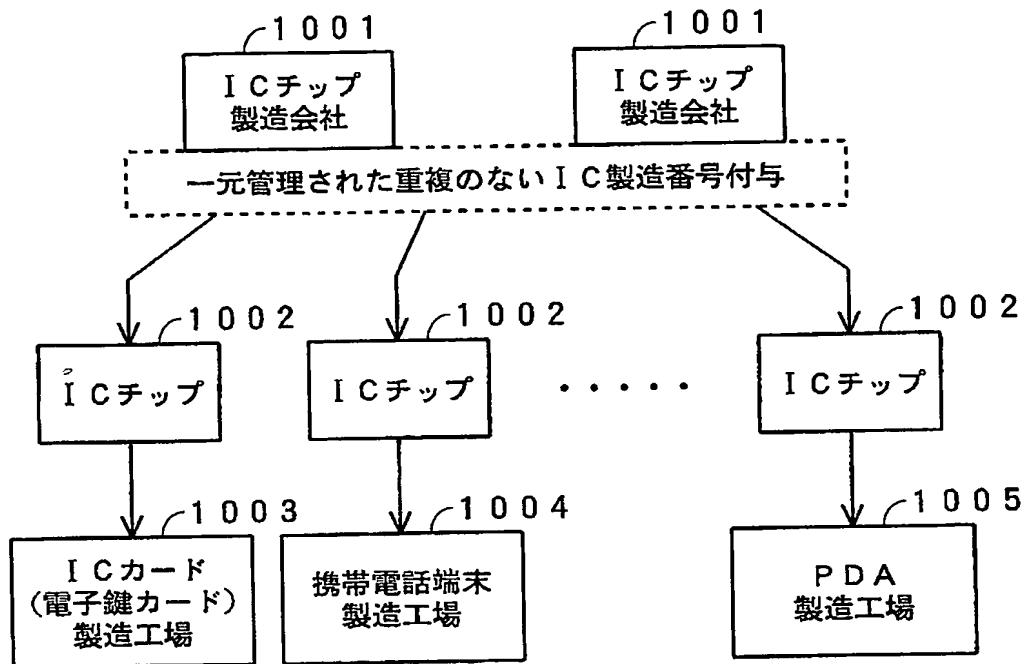 1001
1001
ICチップ
製造会社
ICチップ
製造会社
一元管理された重複のないIC製造番号付与
1002
1002
1002
ICチップ
ICチップ
・・・・・
ICチップ
1003
1004
1005
ICカード
(電子鍵カード)
製造工場
携帯電話端末
製造工場
PDA
製造工場